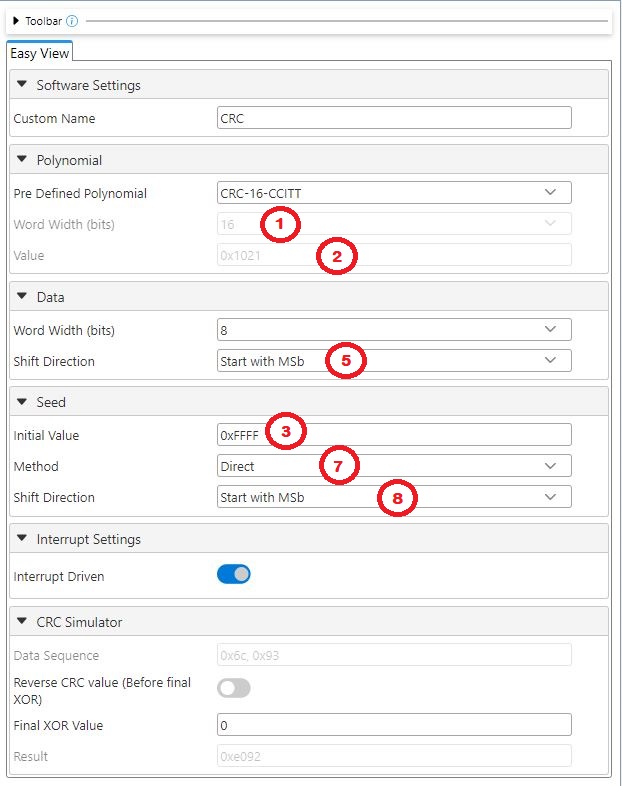 Toolbar
Easy View
Software Settings
Custom Name CRC
Polynomial
Pre Defined Polynomial CRC-16-CCITT
Word Width (bits) 16 1
Value 0x1021 2
Data
Word Width (bits) 8
Shift Direction Start with MSb 5
Seed
Initial Value 0xFFFF 3
Method Direct 7
Shift Direction Start with MSb 8
Interrupt Settings
Interrupt Driven
CRC Simulator
Data Sequence 0x6c, 0x93
Reverse CRC value (Before final
XOR)
Final XOR Value 0
Result 0xe092